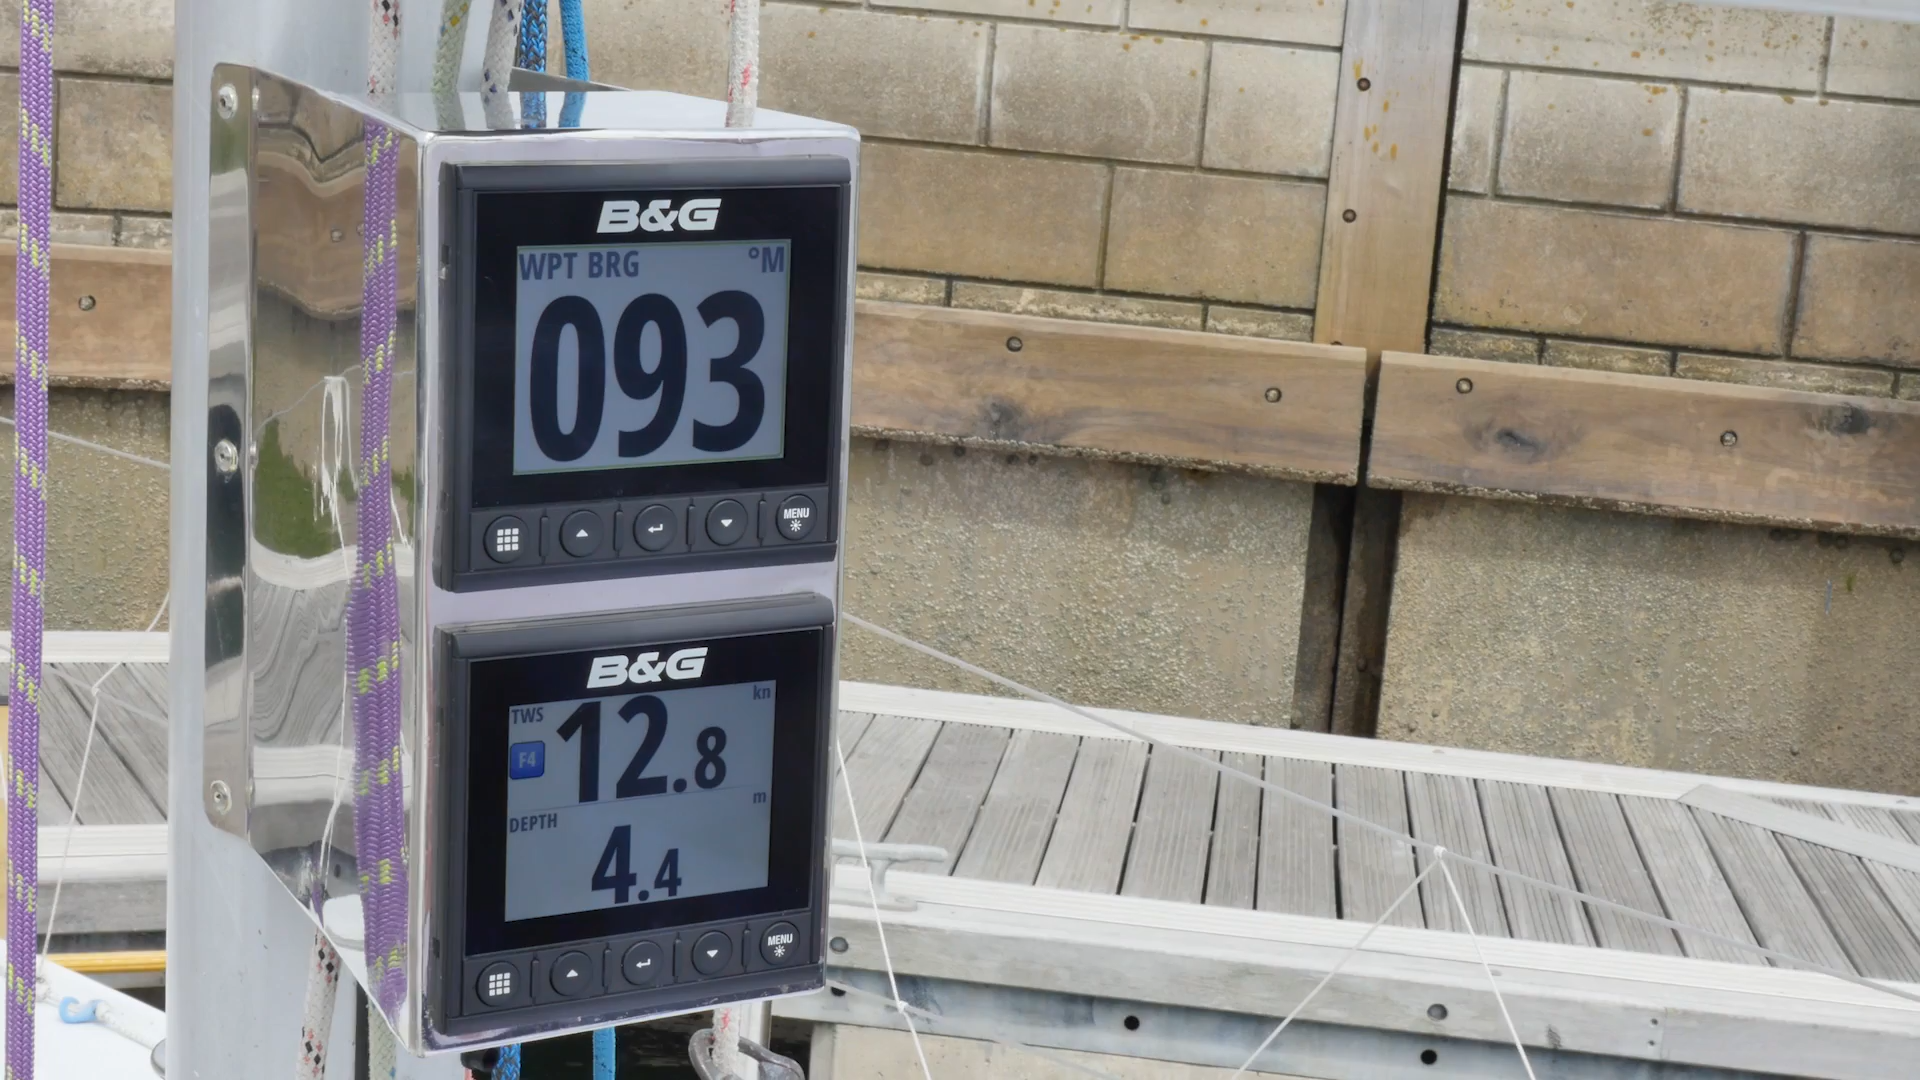 B&G
WPT BRG °M
093
MENU
B&G
TWS 12.8 kn
F4
DEPTH 4.4 m
MENU